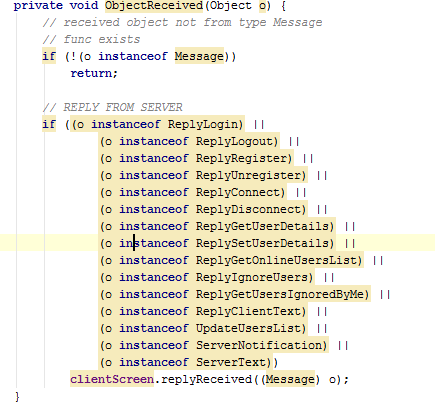 private void ObjectReceived(Object o) {
// received object not from type Message
// func exists
if (!(o instanceof Message))
return;
// REPLY FROM SERVER
if ((o instanceof ReplyLogin) ||
(o instanceof ReplyLogout) ||
(o instanceof ReplyRegister) ||
(o instanceof ReplyUnregister) ||
(o instanceof ReplyConnect) ||
(o instanceof ReplyDisconnect) ||
(o instanceof ReplyGetUserDetails) ||
(o instanceof ReplySetUserDetails) ||
(o instanceof ReplyGetOnlineUsersList) ||
(o instanceof ReplyIgnoreUsers) ||
(o instanceof ReplyGetUsersIgnoredByMe) ||
(o instanceof ReplyClientText) ||
(o instanceof UpdateUsersList) ||
(o instanceof ServerNotification) ||
(o instanceof ServerText))
clientScreen.replyReceived((Message) o);
}